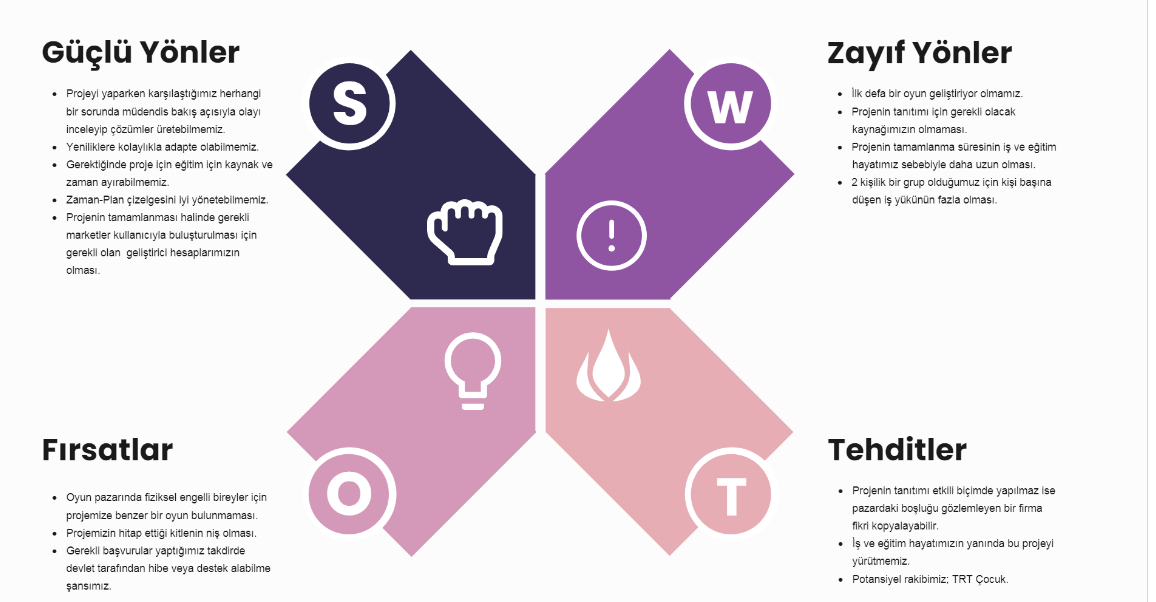 Güçlü Yönler
• Projeyi yaparken karşılaştığımız herhangi
bir sorunda müdendis bakış açısıyla olayı
inceleyip çözümler üretebilmemiz.
• Yeniliklere kolaylıkla adapte olabilmemiz.
• Gerektiğinde proje için eğitim için kaynak ve
zaman ayırabilmemiz.
• Zaman-Plan çizelgesini iyi yönetebilmemiz.
• Projenin tamamlanması halinde gerekli
marketler kullanıcıyla buluşturulması için
gerekli olan geliştirici hesaplarımızın
olması.
S
W
Zayıf Yönler
• İlk defa bir oyun geliştiriyor olmamız.
• Projenin tanıtımı için gerekli olacak
kaynağımızın olmaması.
• Projenin tamamlanma süresinin iş ve eğitim
hayatımız sebebiyle daha uzun olması.
• 2 kişilik bir grup olduğumuz için kişi başına
düşen iş yükünün fazla olması.
Fırsatlar
• Oyun pazarında fiziksel engelli bireyler için
projemize benzer bir oyun bulunmaması.
• Projemizin hitap ettiği kitlenin niş olması.
• Gerekli başvurular yaptığımız takdirde
devlet tarafından hibe veya destek alabilme
şansımız.
O
T
Tehditler
• Projenin tanıtımı etkili biçimde yapılmaz ise
pazardaki boşluğu gözlemleyen bir firma
fikri kopyalayabilir.
• İş ve eğitim hayatımızın yanında bu projeyi
yürütmemiz.
• Potansiyel rakibimiz; TRT Çocuk.